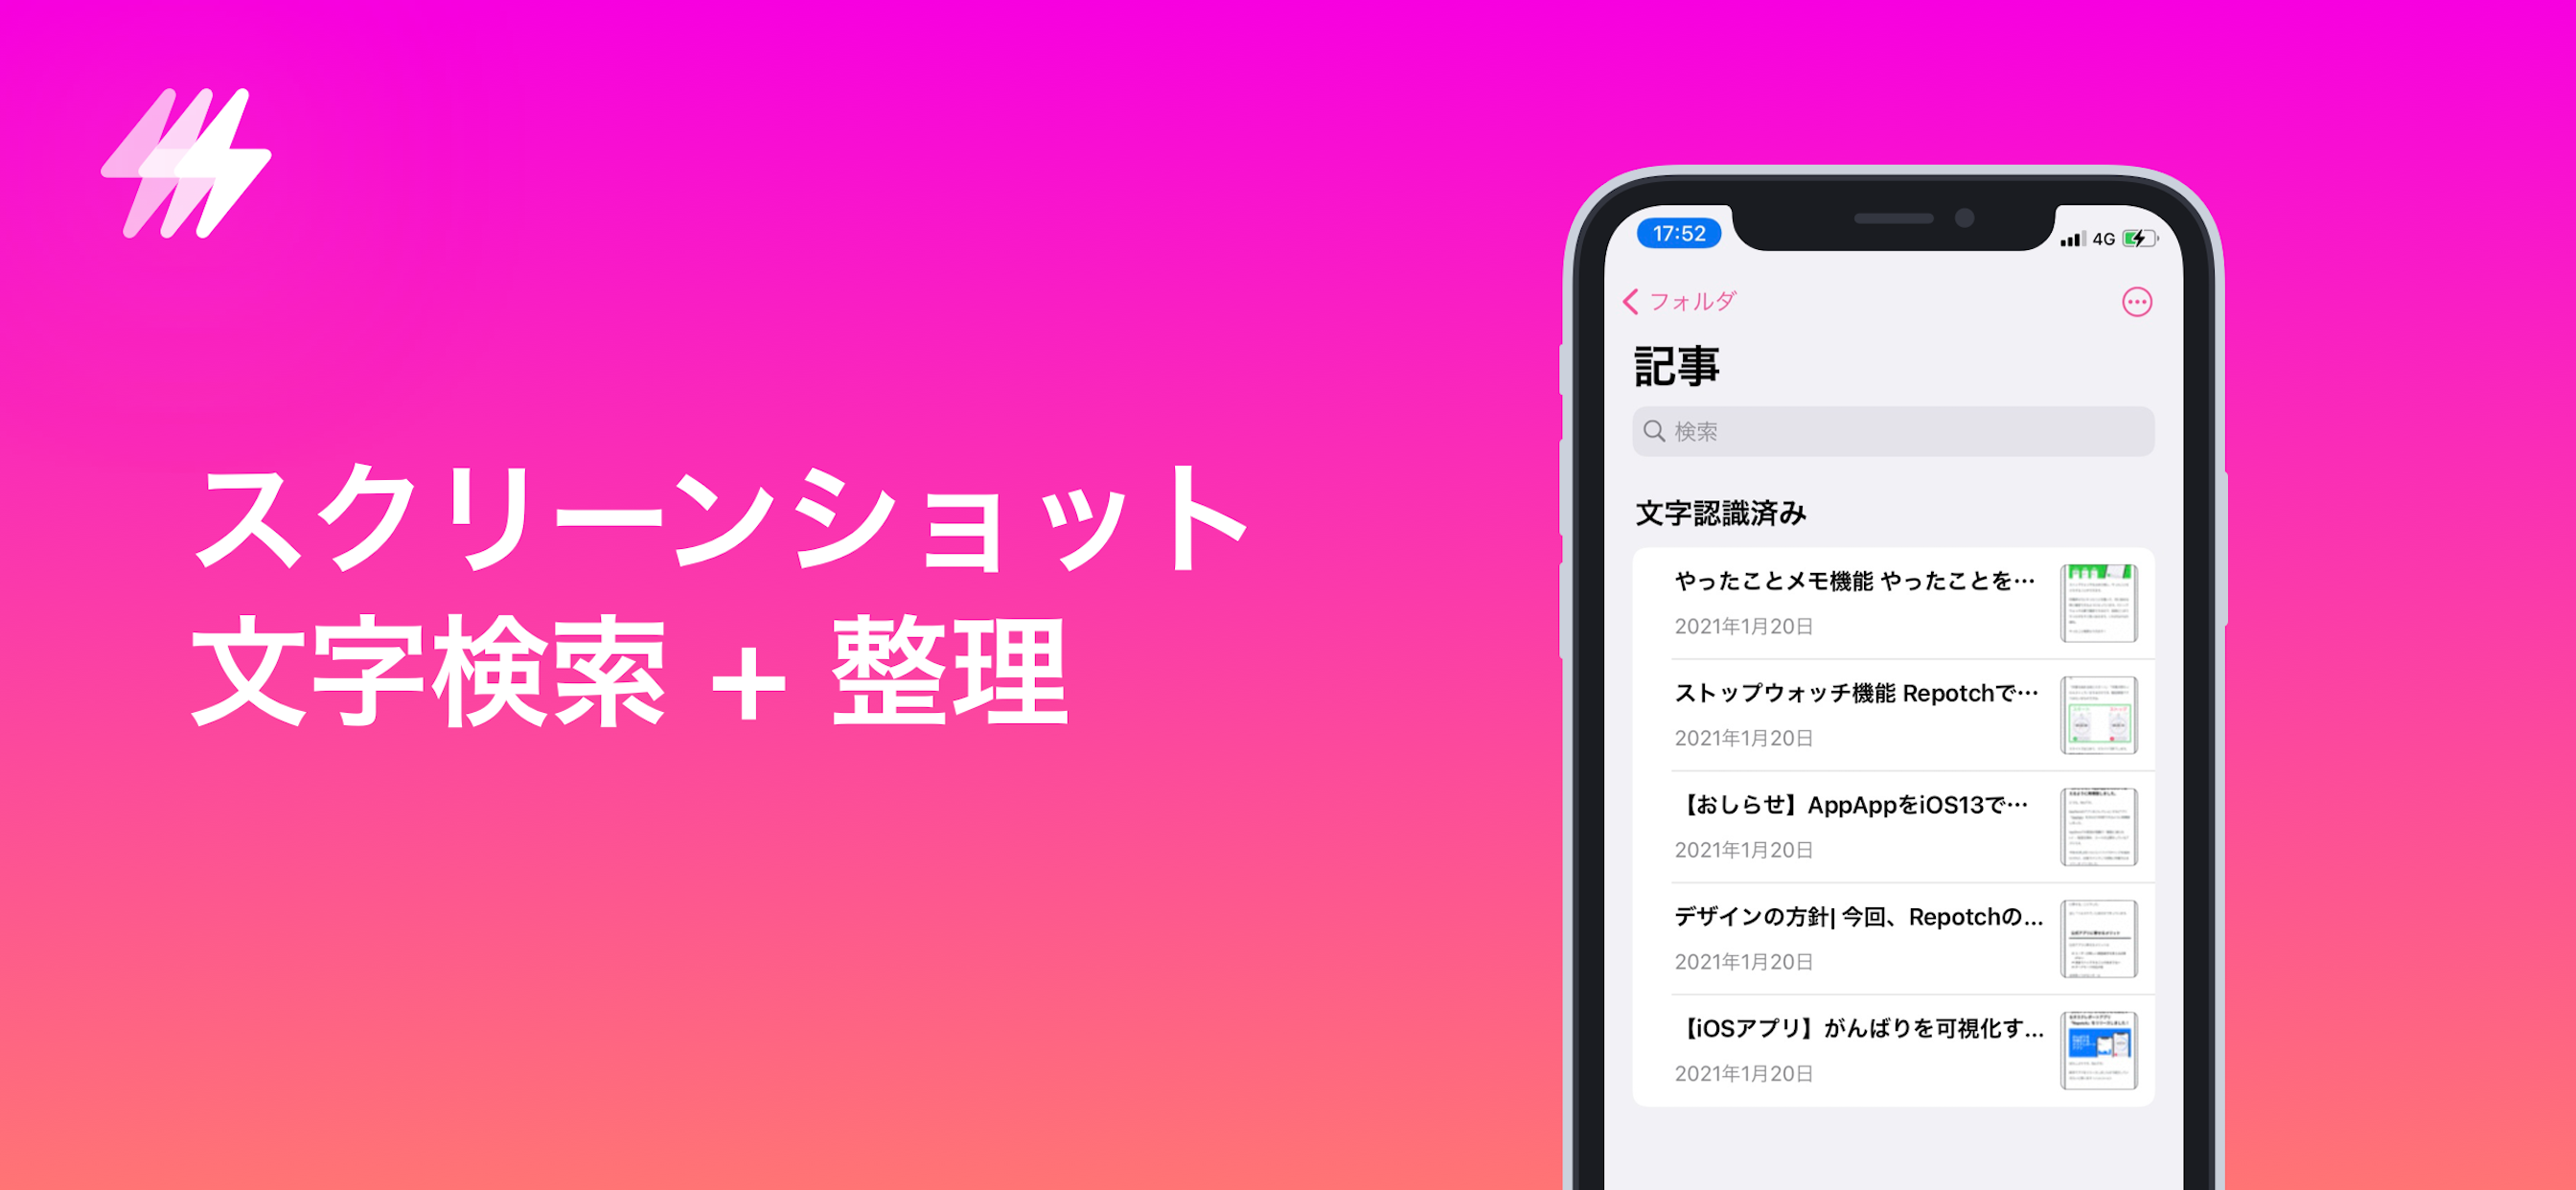 スクリーンショット
文字検索 + 整理
17:52
4G
フォルダ
記事
検索
文字認識済み
やったことメモ機能 やったことを…
2021年1月20日
ストップウォッチ機能 Repotchで…
2021年1月20日
【おしらせ】AppAppをiOS13で…
2021年1月20日
デザインの方針| 今回、Repotchの...
2021年1月20日
【iOSアプリ】がんばりを可視化す...
2021年1月20日